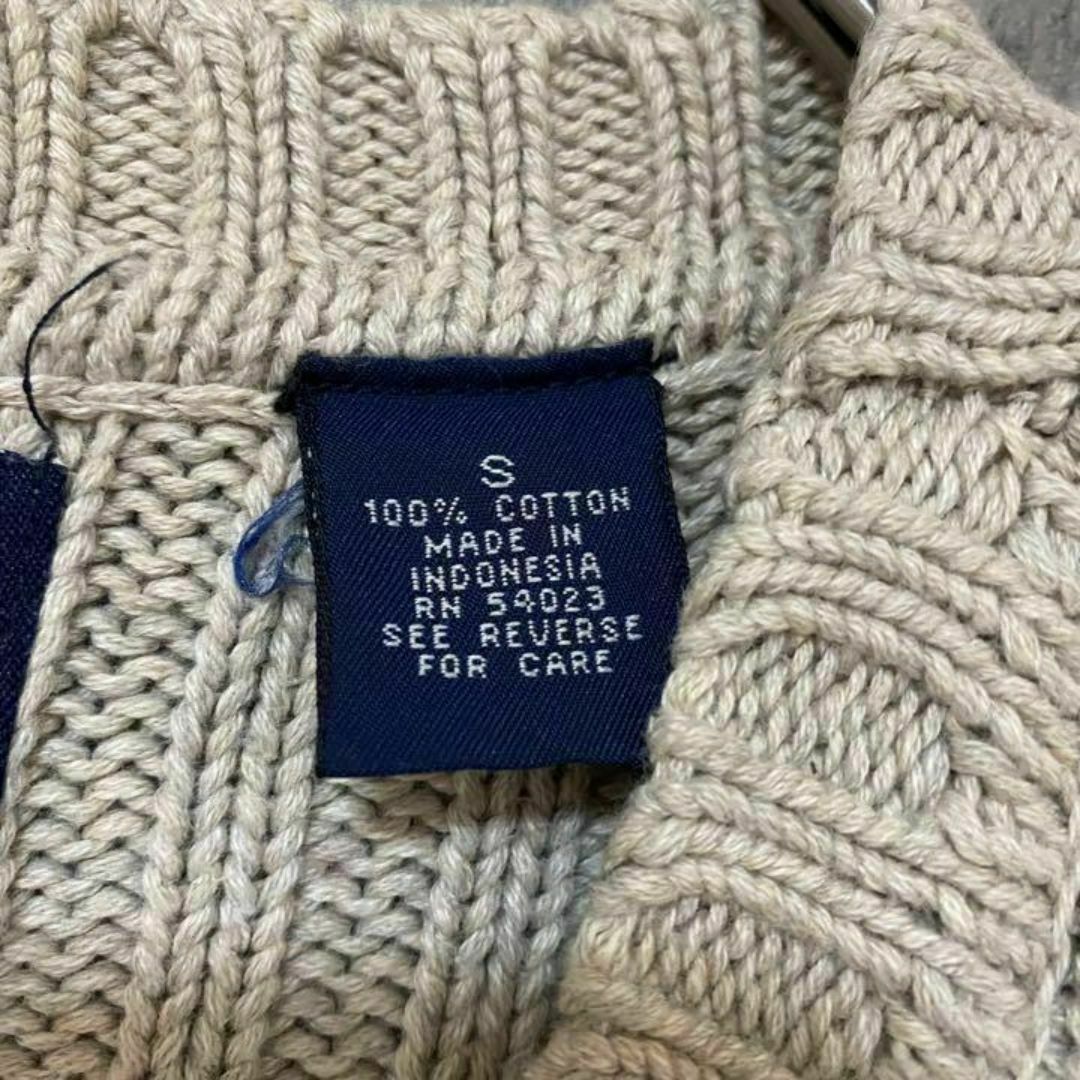 S
100% COTTON
MADE IN
INDONESIA
RN 54023
SEE REVERSE
FOR CARE